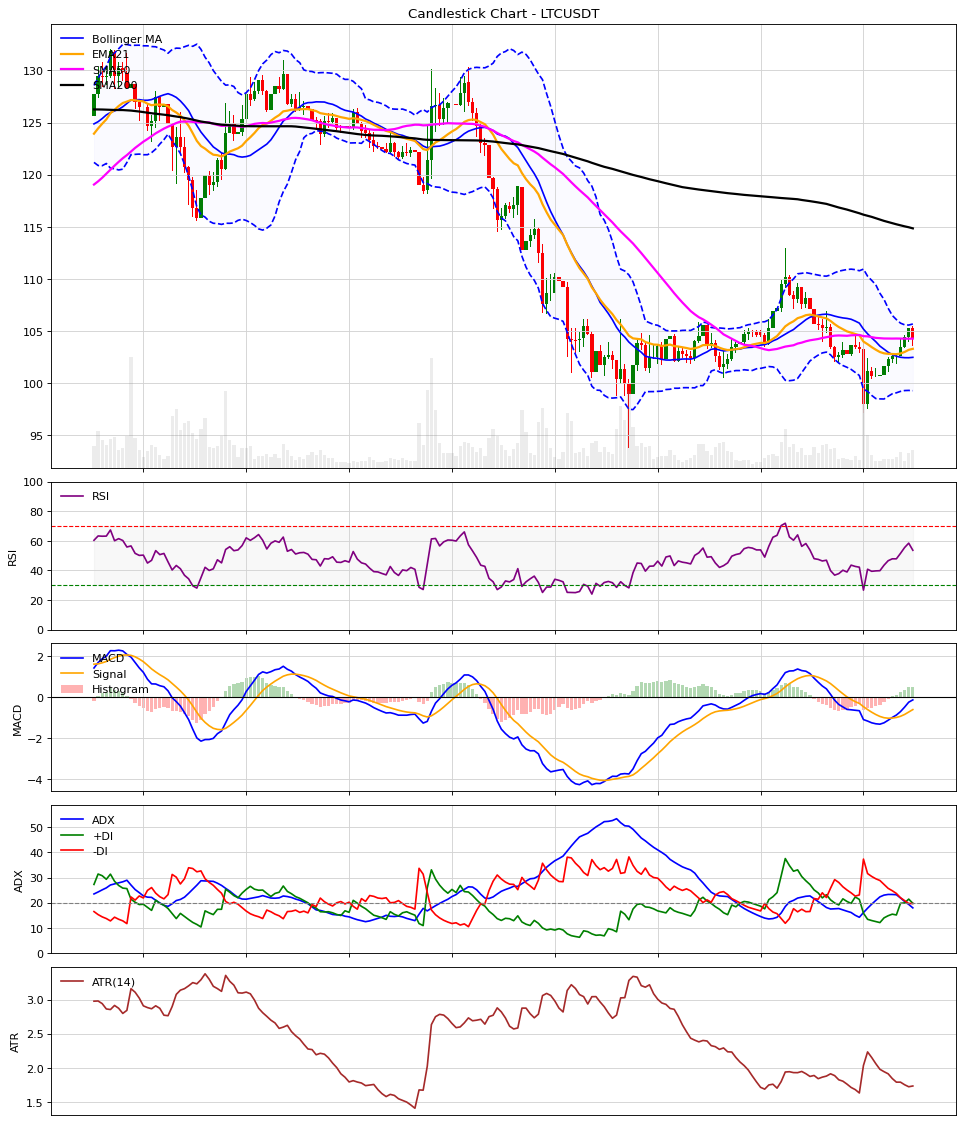 Candlestick Chart - LTCUSDT
Bollinger MA
EMA21
SMA50
SMA200
130
125
120
115
110
105
100
95
RSI
RSI
100
80
60
40
20
0
MACD
Signal
Histogram
MACD
2
0
−2
−4
ADX
+DI
-DI
ADX
50
40
30
20
10
0
ATR(14)
ATR
3.0
2.5
2.0
1.5